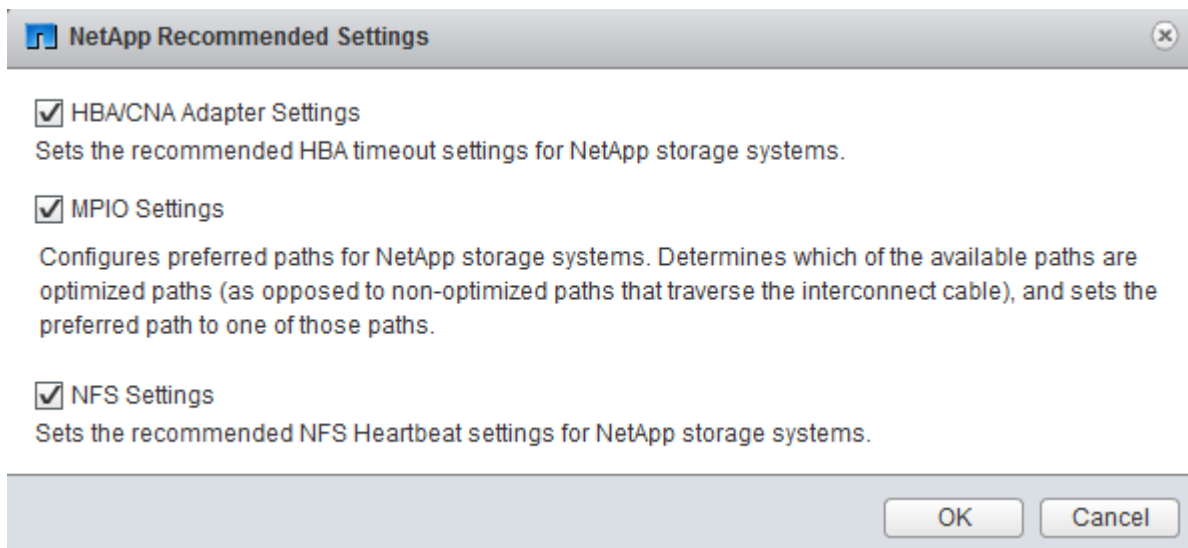 NetApp Recommended Settings
HBA/CNA Adapter Settings
Sets the recommended HBA timeout settings for NetApp storage systems.
MPIO Settings
Configures preferred paths for NetApp storage systems. Determines which of the available paths are
optimized paths (as opposed to non-optimized paths that traverse the interconnect cable), and sets the
preferred path to one of those paths.
NFS Settings
Sets the recommended NFS Heartbeat settings for NetApp storage systems.
OK
Cancel